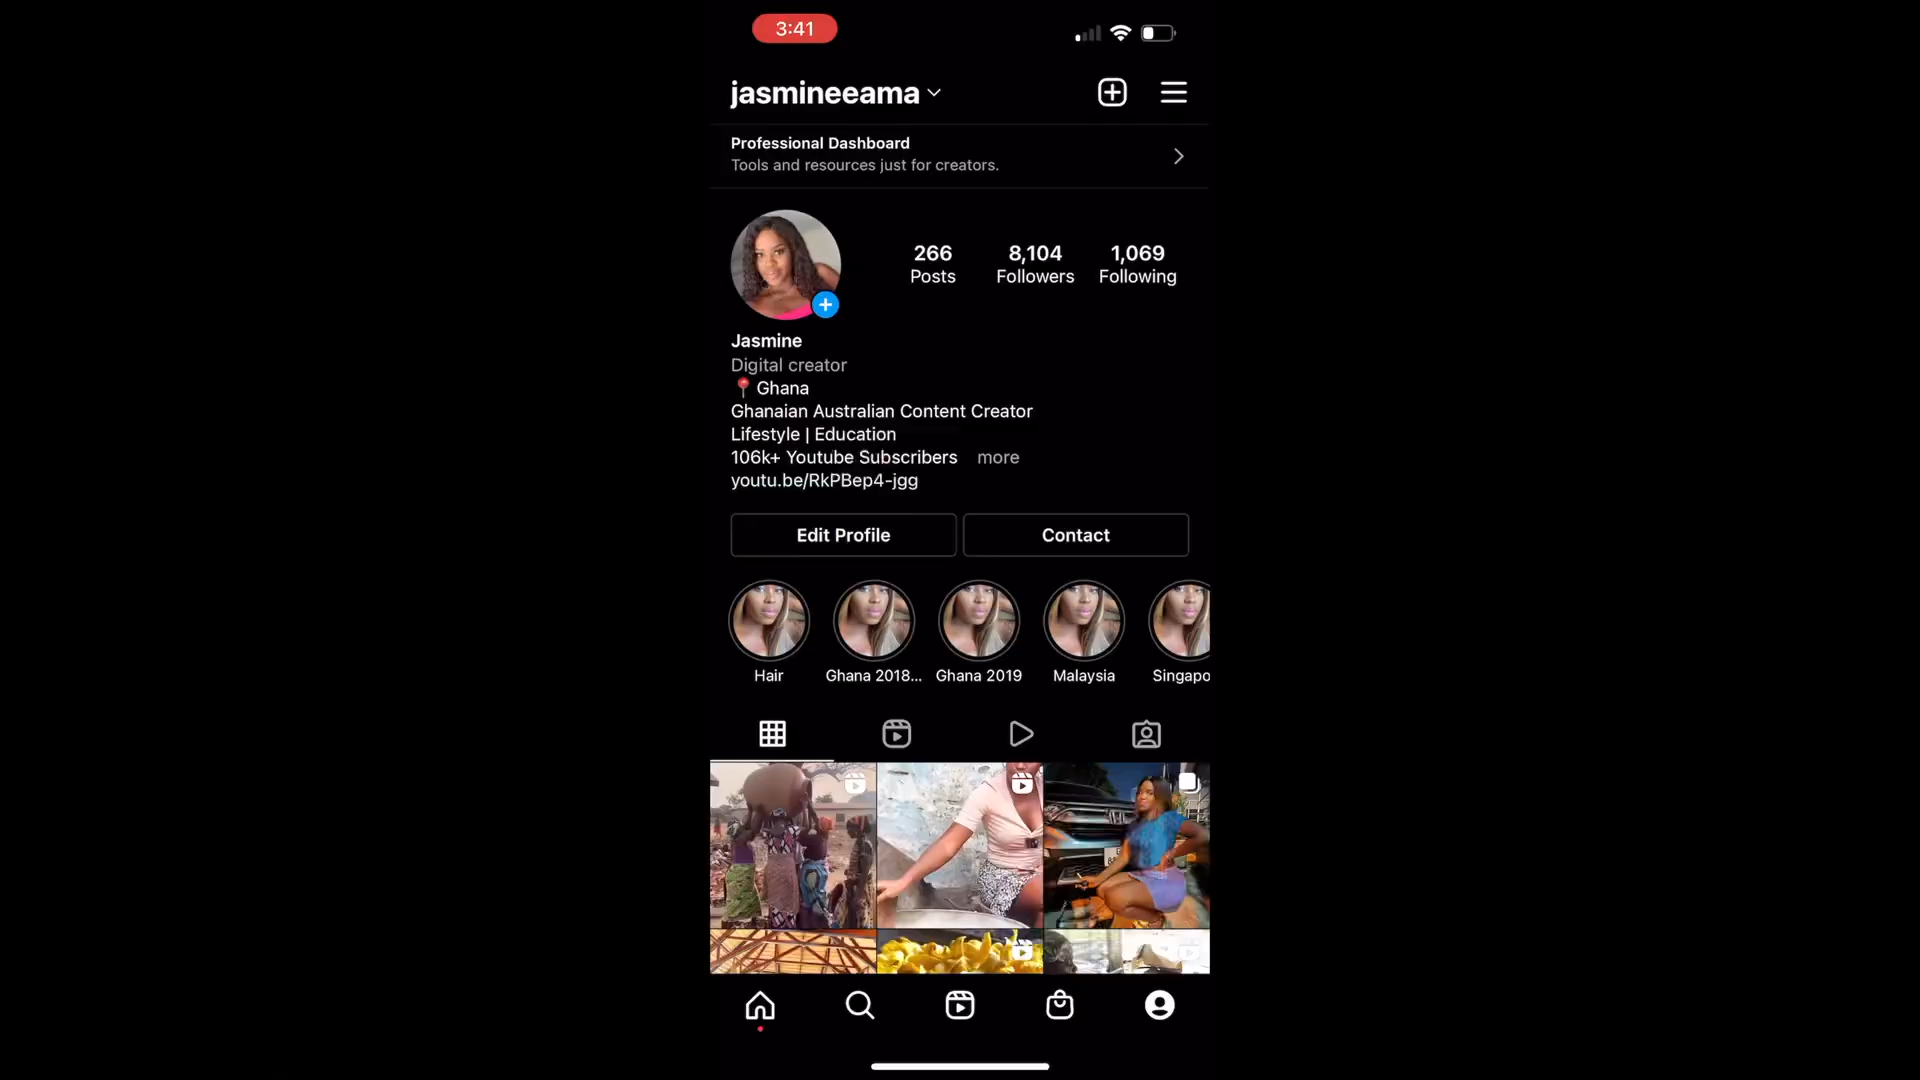 3:41
jasmineeama
Professional Dashboard
Tools and resources just for creators.
266
Posts
8,104
Followers
1,069
Following
Jasmine
Digital creator
📍 Ghana
Ghanaian Australian Content Creator
Lifestyle | Education
106k+ Youtube Subscribers more
youtu.be/RkPBep4-jgg
Edit Profile
Contact
Hair
Ghana 2018...
Ghana 2019
Malaysia
Singapo